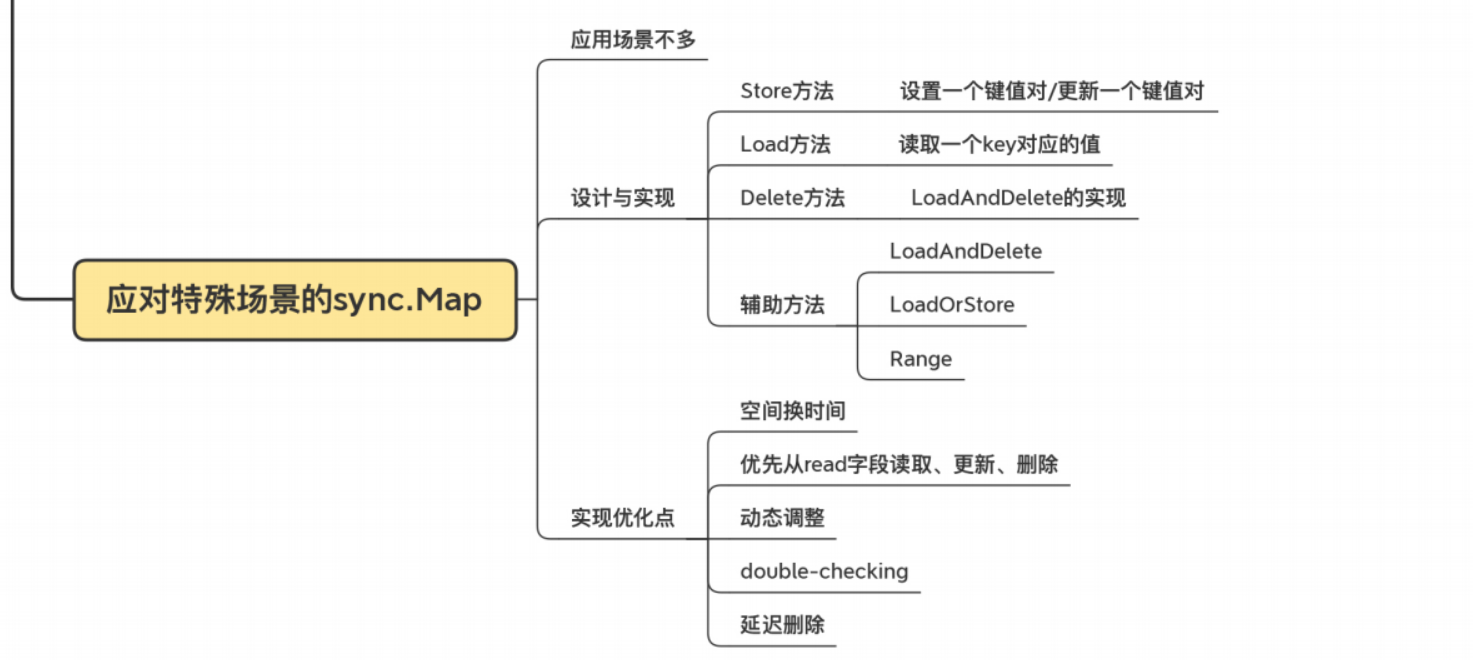 应用场景不多
Store方法 设置一个键值对/更新一个键值对
Load方法 读取一个key对应的值
设计与实现
Delete方法 LoadAndDelete的实现
LoadAndDelete
应对特殊场景的sync.Map
辅助方法
LoadOrStore
Range
空间换时间
优先从read字段读取、更新、删除
实现优化点
动态调整
double-checking
延迟删除